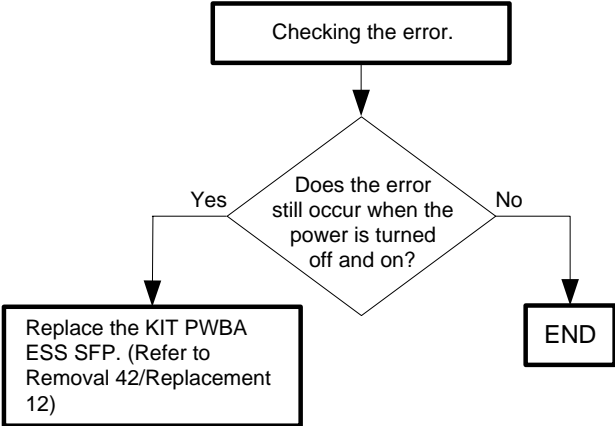 Checking the error.
Does the error
still occur when the
power is turned
off and on?
Yes
No
Replace the KIT PWBA
ESS SFP. (Refer to
Removal 42/Replacement
12)
END